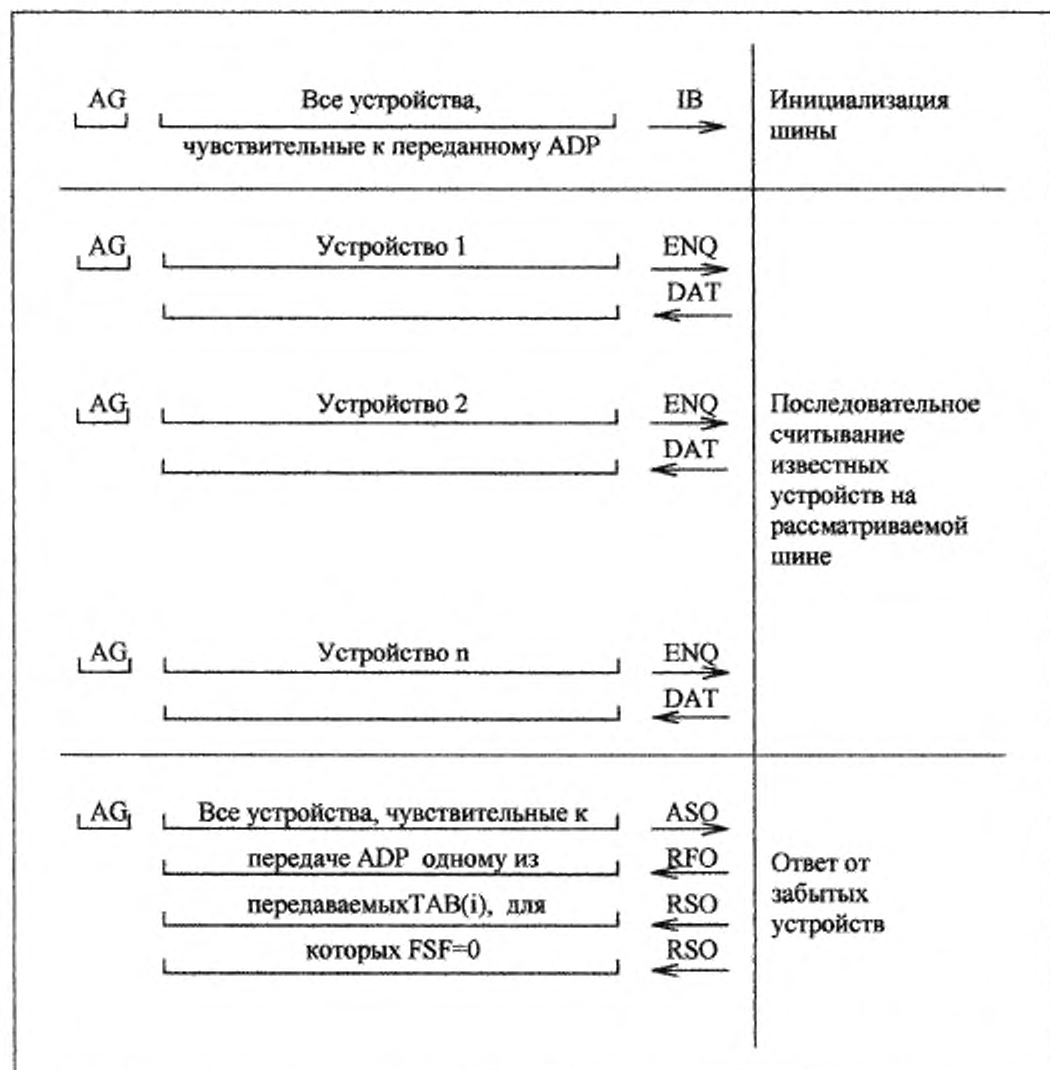 AG Все устройства, IB Инициализация
чувствительные к переданному ADP шины
AG Устройство 1 ENQ
DAT
AG Устройство 2 ENQ Последовательное
считывание
DAT известных
устройств на
рассматриваемой
шине
AG Устройство n ENQ
DAT
AG Все устройства, чувствительные к ASO
передаче ADP одному из RFO Ответ от
забытых
передаваемыхTAB(i), для RSO устройств
которых FSF=0 RSO